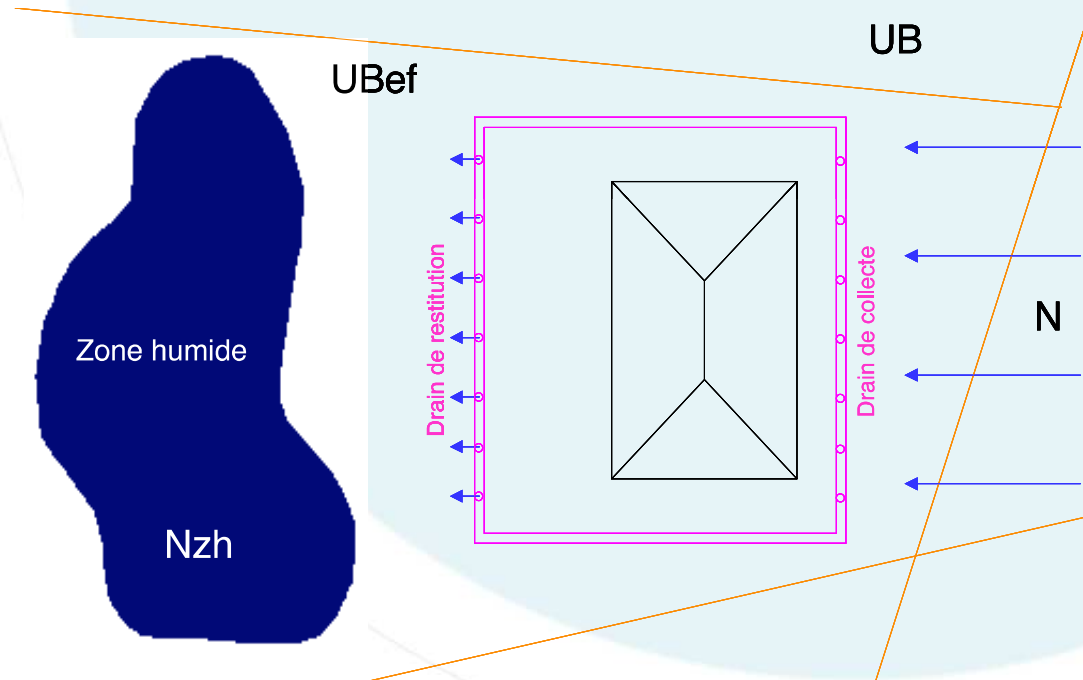 UB
UBef
Drain de restitution
Drain de collecte
N
Zone humide
Nzh